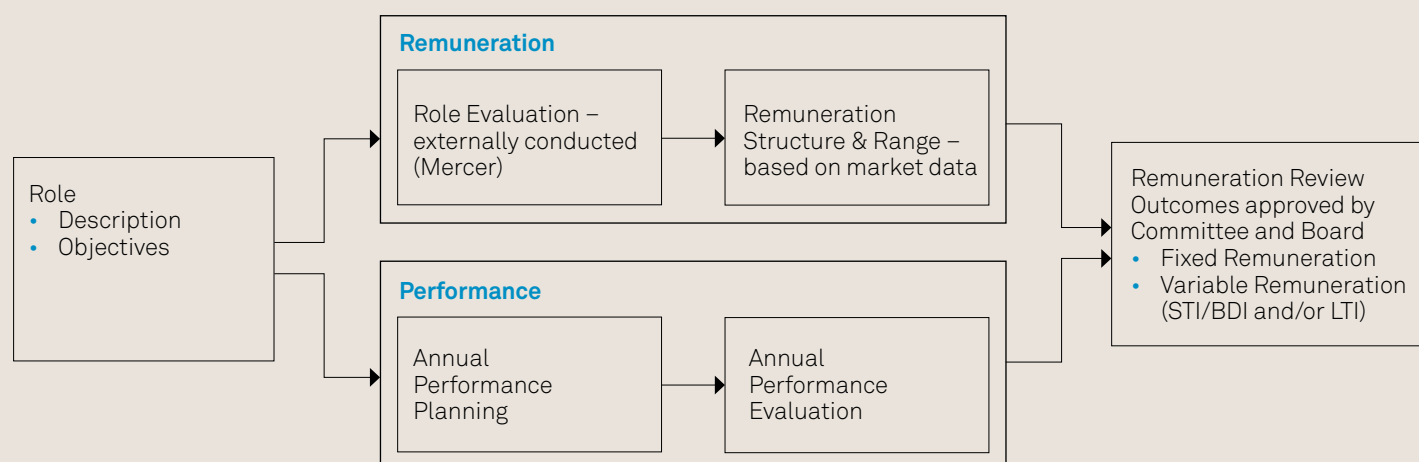 Role
• Description
• Objectives
Remuneration
Role Evaluation –
externally conducted
(Mercer)
Remuneration
Structure & Range –
based on market data
Performance
Annual
Performance
Planning
Annual
Performance
Evaluation
Remuneration Review
Outcomes approved by
Committee and Board
• Fixed Remuneration
• Variable Remuneration
(STI/BDI and/or LTI)